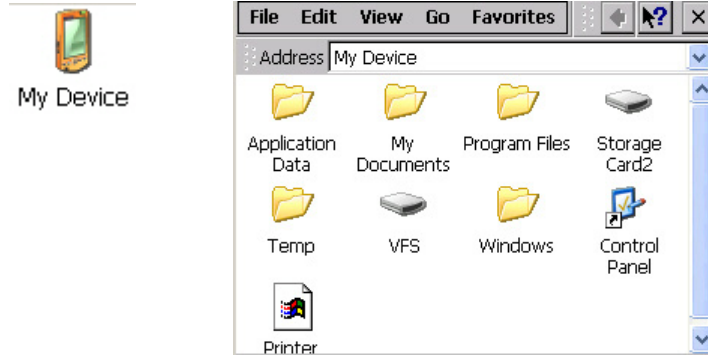 My Device
File Edit View Go Favorites
Address My Device
Application Data
My Documents
Program Files
Storage Card2
Temp
VFS
Windows
Control Panel
Printer